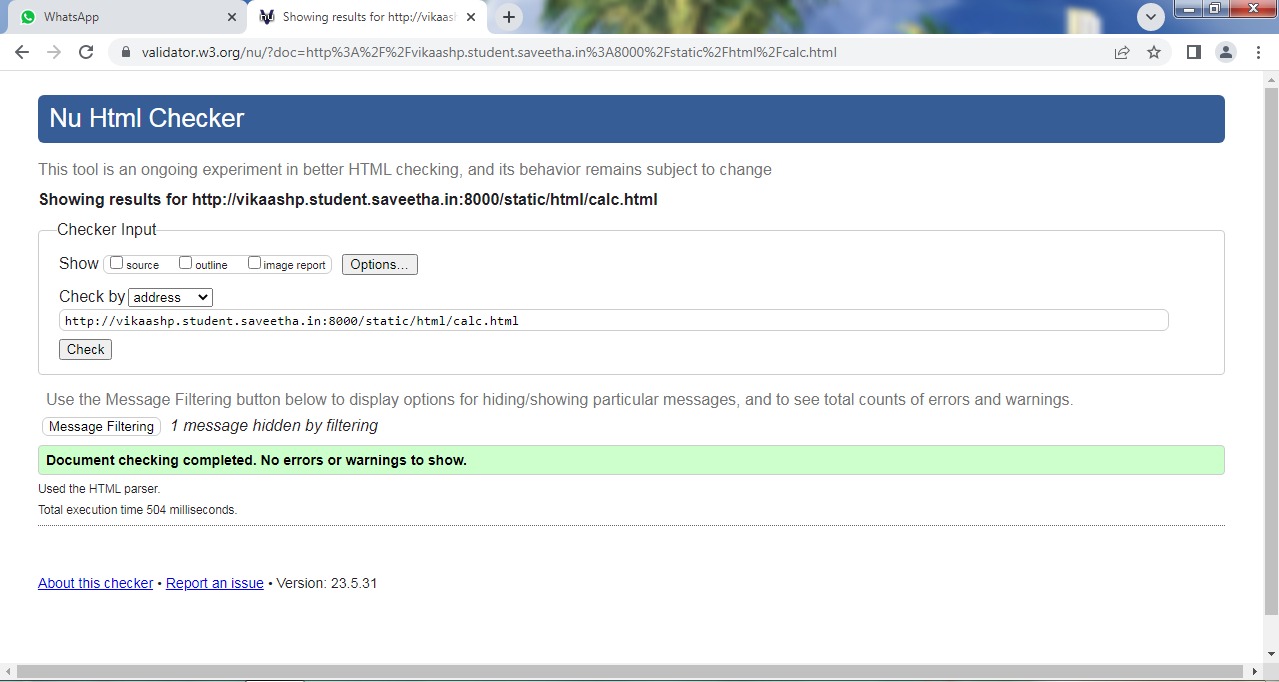 WhatsApp
Showing results for http://vikaash
validator.w3.org/nu/?doc=http%3A%2F%2Fvikaashp.student.saveetha.in%3A8000%2Fstatic%2Fhtml%2Fcalc.html
Nu Html Checker
This tool is an ongoing experiment in better HTML checking, and its behavior remains subject to change
Showing results for http://vikaashp.student.saveetha.in:8000/static/html/calc.html
Checker Input
Show source outline image report Options...
Check by address
http://vikaashp.student.saveetha.in:8000/static/html/calc.html
Check
Use the Message Filtering button below to display options for hiding/showing particular messages, and to see total counts of errors and warnings.
Message Filtering 1 message hidden by filtering
Document checking completed. No errors or warnings to show.
Used the HTML parser.
Total execution time 504 milliseconds.
About this checker • Report an issue • Version: 23.5.31